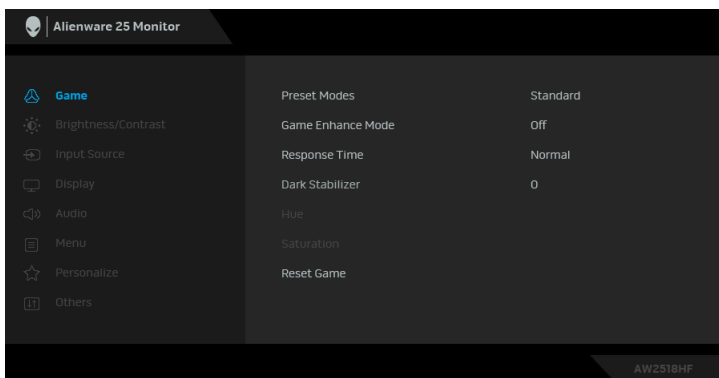 Alienware 25 Monitor
Game
Brightness/Contrast
Input Source
Display
Audio
Menu
Personalize
Others
Preset Modes Standard
Game Enhance Mode Off
Response Time Normal
Dark Stabilizer 0
Hue
Saturation
Reset Game
AW2518HF